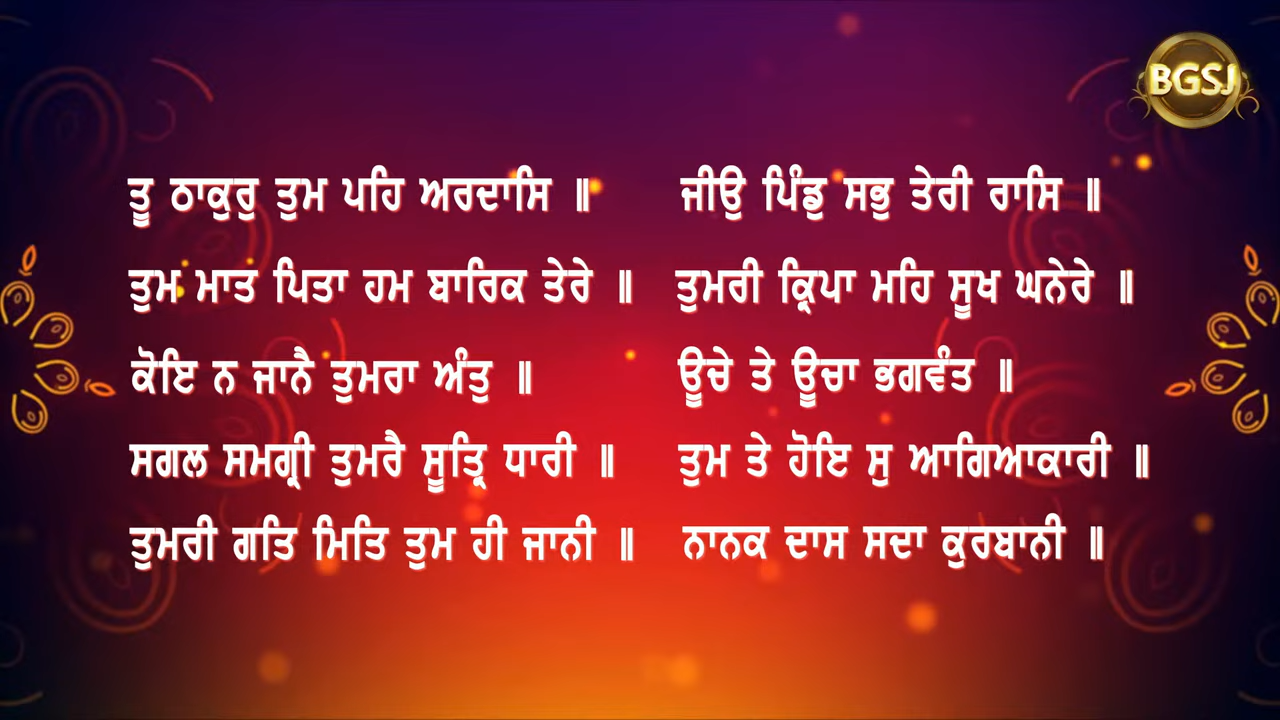 BGSJ
ਤੂ ਠਾਕੁਰੁ ਤੁਮ ਪਹਿ ਅਰਦਾਸਿ ॥ ਜੀਉ ਪਿੰਡੁ ਸਭੁ ਤੇਰੀ ਰਾਸਿ ॥
ਤੁਮ ਮਾਤ ਪਿਤਾ ਹਮ ਬਾਰਿਕ ਤੇਰੇ ॥ ਤੁਮਰੀ ਕ੍ਰਿਪਾ ਮਹਿ ਸੂਖ ਘਨੇਰੇ ॥
ਕੋਇ ਨ ਜਾਨੈ ਤੁਮਰਾ ਅੰਤੁ ॥ ਊਚੇ ਤੇ ਊਚਾ ਭਗਵੰਤ ॥
ਸਗਲ ਸਮਗ੍ਰੀ ਤੁਮਰੈ ਸੂਤ੍ਰਿ ਧਾਰੀ ॥ ਤੁਮ ਤੇ ਹੋਇ ਸੁ ਆਗਿਆਕਾਰੀ ॥
ਤੁਮਰੀ ਗਤਿ ਮਿਤਿ ਤੁਮ ਹੀ ਜਾਨੀ ॥ ਨਾਨਕ ਦਾਸ ਸਦਾ ਕੁਰਬਾਨੀ ॥